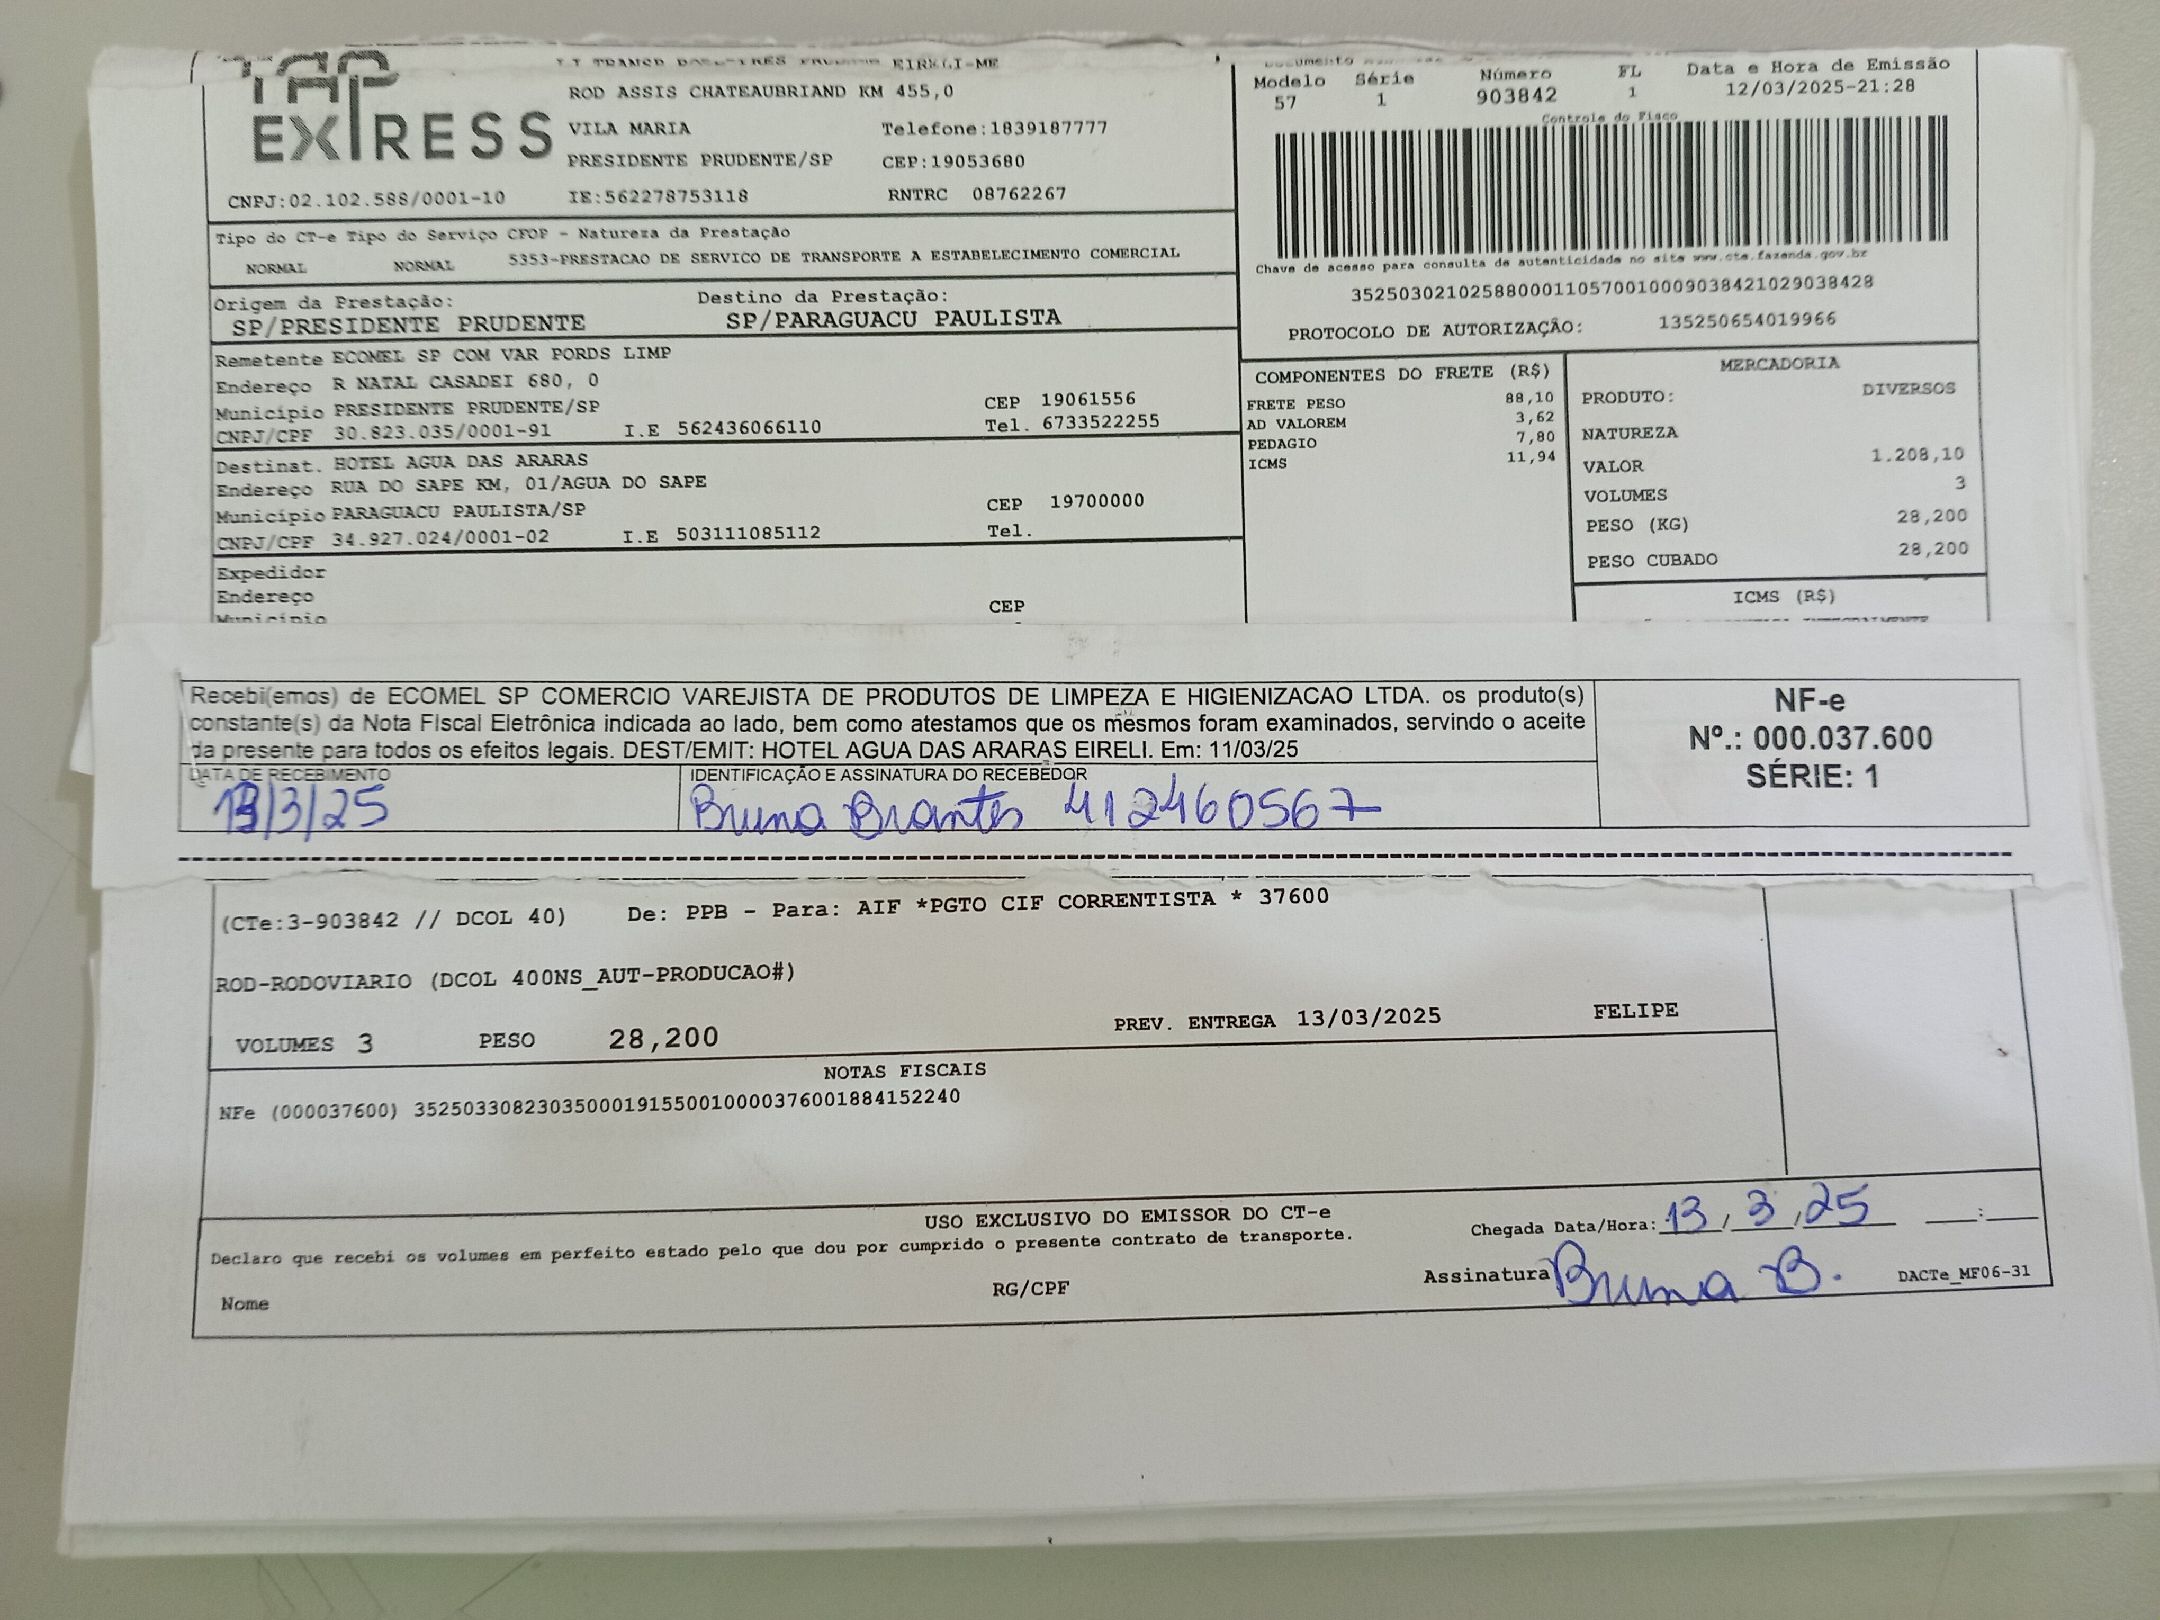 TAP
EXPRESS
EIRELI-ME
ROD ASSIS CHATEAUBRIAND KM 455,0
VILA MARIA Telefone:1839187777
PRESIDENTE PRUDENTE/SP CEP:19053680
CNPJ:02.102.588/0001-10 IE:562278753118 RNTRC 08762267
Modelo Série Número FL Data e Hora de Emissão
57 1 903842 1 12/03/2025-21:28
Controle do Fisco
Chave de acesso para consulta de autenticidade no site www.cte.fazenda.gov.br
35250302102588000110570010009038421029038428
PROTOCOLO DE AUTORIZAÇÃO: 135250654019966
Tipo do CT-e Tipo do Serviço CFOP - Natureza da Prestação
NORMAL NORMAL 5353-PRESTACAO DE SERVICO DE TRANSPORTE A ESTABELECIMENTO COMERCIAL
Origem da Prestação: Destino da Prestação:
SP/PRESIDENTE PRUDENTE SP/PARAGUACU PAULISTA
Remetente ECOMEL SP COM VAR PORDS LIMP
Endereço R NATAL CASADEI 680, 0
Município PRESIDENTE PRUDENTE/SP CEP 19061556
CNPJ/CPF 30.823.035/0001-91 I.E 562436066110 Tel. 6733522255
Destinat. HOTEL AGUA DAS ARARAS
Endereço RUA DO SAPE KM, 01/AGUA DO SAPE
Município PARAGUACU PAULISTA/SP CEP 19700000
CNPJ/CPF 34.927.024/0001-02 I.E 503111085112 Tel.
Expedidor
Endereço
Município CEP
COMPONENTES DO FRETE (R$)
FRETE PESO 88,10
AD VALOREM 3,62
PEDAGIO 7,80
ICMS 11,94
MERCADORIA
PRODUTO: DIVERSOS
NATUREZA
VALOR 1.208,10
VOLUMES 3
PESO (KG) 28,200
PESO CUBADO 28,200
ICMS (R$)
Recebi(emos) de ECOMEL SP COMERCIO VAREJISTA DE PRODUTOS DE LIMPEZA E HIGIENIZACAO LTDA. os produto(s)
constante(s) da Nota FIscal Eletrônica indicada ao lado, bem como atestamos que os mesmos foram examinados, servindo o aceite
da presente para todos os efeitos legais. DEST/EMIT: HOTEL AGUA DAS ARARAS EIRELI. Em: 11/03/25
DATA DE RECEBIMENTO IDENTIFICAÇÃO E ASSINATURA DO RECEBEDOR
13/3/25 Bruna Brantes 412460567
NF-e
Nº.: 000.037.600
SÉRIE: 1
(CTe:3-903842 // DCOL 40) De: PPB - Para: AIF *PGTO CIF CORRENTISTA * 37600
ROD-RODOVIARIO (DCOL 400NS_AUT-PRODUCAO#)
VOLUMES 3 PESO 28,200 PREV. ENTREGA 13/03/2025 FELIPE
NOTAS FISCAIS
NFe (000037600) 35250330823035000191550010000376001884152240
USO EXCLUSIVO DO EMISSOR DO CT-e
Declaro que recebi os volumes em perfeito estado pelo que dou por cumprido o presente contrato de transporte.
Chegada Data/Hora: 13/3/25 __:__
Nome RG/CPF Assinatura Bruna B. DACTe_MF06-31